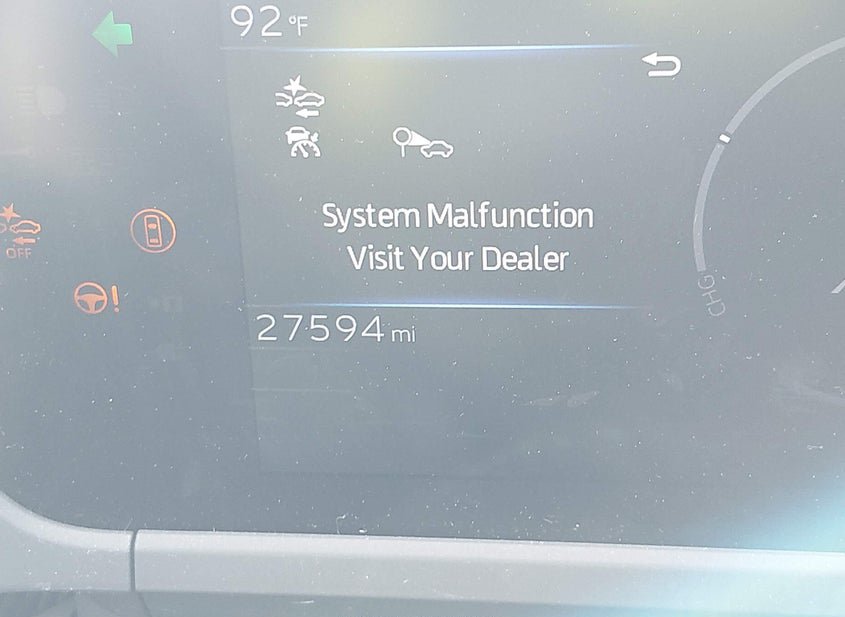 92°F
System Malfunction
Visit Your Dealer
OFF
!
CHG
27594 mi